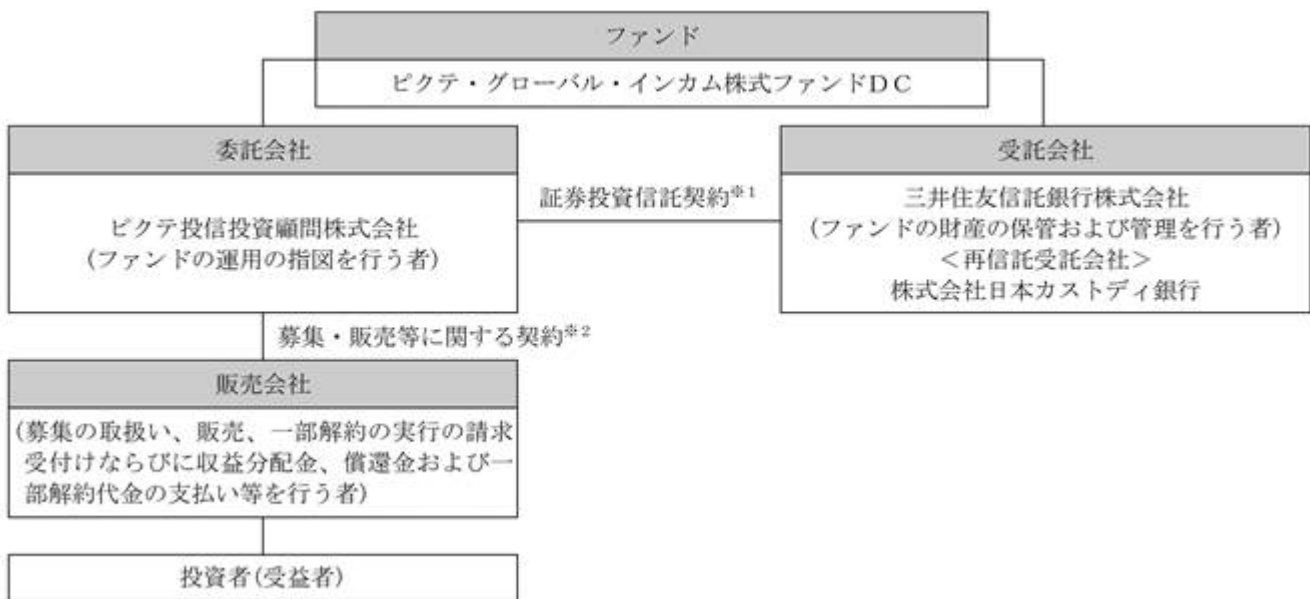 ファンド
ピクテ・グローバル・インカム株式ファンドDC
委託会社
ピクテ投信投資顧問株式会社
(ファンドの運用の指図を行う者)
証券投資信託契約※1
受託会社
三井住友信託銀行株式会社
(ファンドの財産の保管および管理を行う者)
<再信託受託会社>
株式会社日本カストディ銀行
募集・販売等に関する契約※2
販売会社
(募集の取扱い、販売、一部解約の実行の請求
受付けならびに収益分配金、償還金および一
部解約代金の支払い等を行う者)
投資者(受益者)